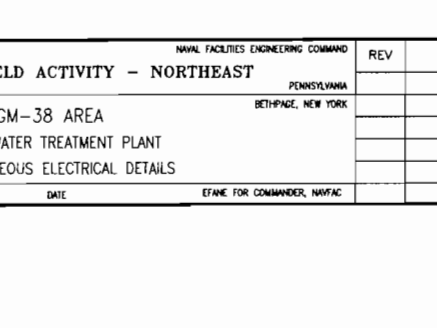 NAVAL FACILITIES ENGINEERING COMMAND
REV
ELD ACTIVITY - NORTHEAST
PENNSYLVANIA
BETHPAGE, NEW YORK
GM-38 AREA
WATER TREATMENT PLANT
EOUS ELECTRICAL DETAILS
DATE
EFANE FOR COMMANDER, NAVFAC